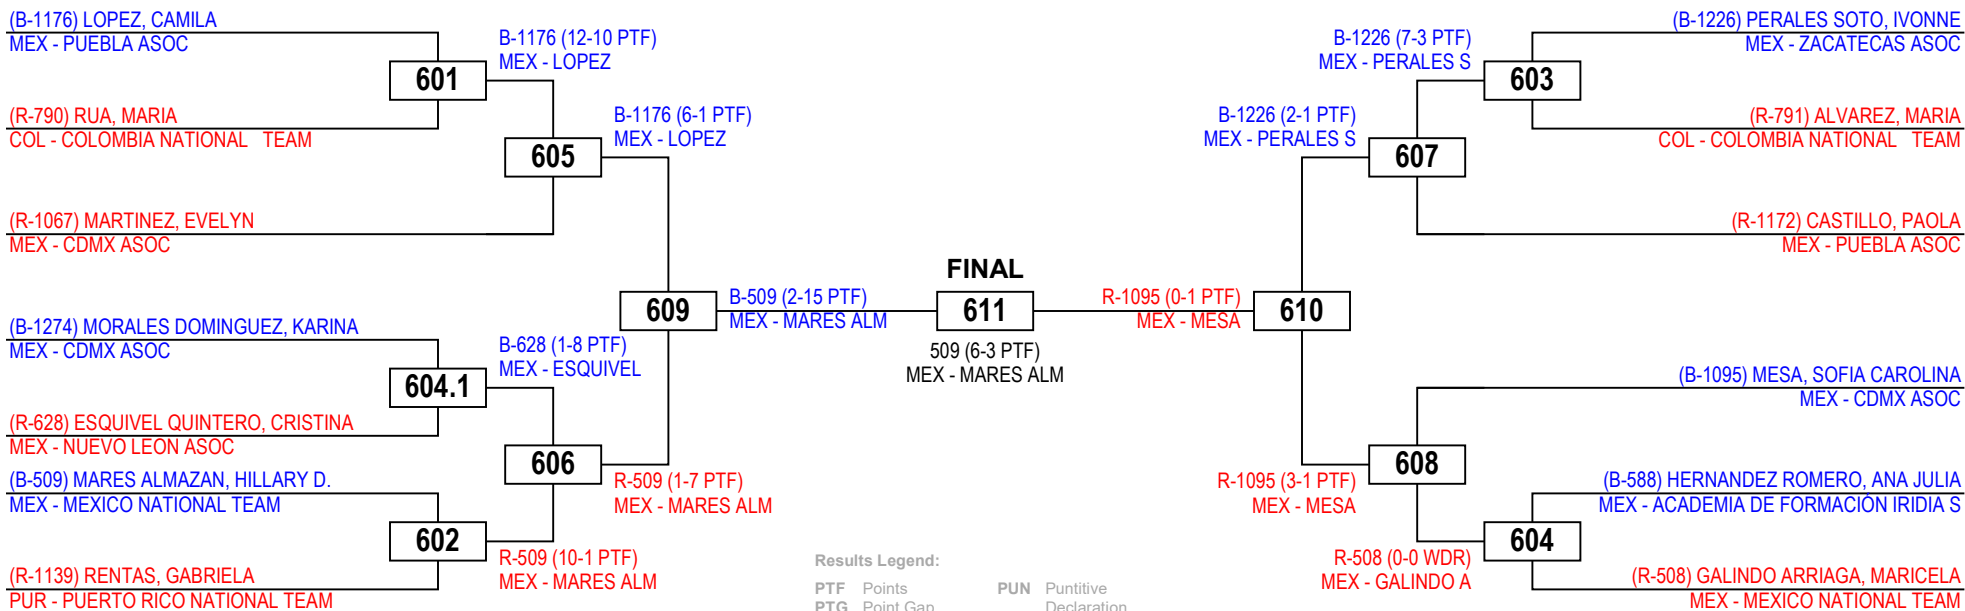 (B-1176) LOPEZ, CAMILA
MEX - PUEBLA ASOC
B-1176 (12-10 PTF)
MEX - LOPEZ
601
(R-790) RUA, MARIA
COL - COLOMBIA NATIONAL TEAM
B-1176 (6-1 PTF)
MEX - LOPEZ
605
(R-1067) MARTINEZ, EVELYN
MEX - CDMX ASOC
609
B-509 (2-15 PTF)
MEX - MARES ALM
(B-1274) MORALES DOMINGUEZ, KARINA
MEX - CDMX ASOC
B-628 (1-8 PTF)
MEX - ESQUIVEL
604.1
(R-628) ESQUIVEL QUINTERO, CRISTINA
MEX - NUEVO LEON ASOC
606
R-509 (1-7 PTF)
MEX - MARES ALM
(B-509) MARES ALMAZAN, HILLARY D.
MEX - MEXICO NATIONAL TEAM
602
R-509 (10-1 PTF)
MEX - MARES ALM
(R-1139) RENTAS, GABRIELA
PUR - PUERTO RICO NATIONAL TEAM
FINAL
611
509 (6-3 PTF)
MEX - MARES ALM
(B-1226) PERALES SOTO, IVONNE
MEX - ZACATECAS ASOC
B-1226 (7-3 PTF)
MEX - PERALES S
603
(R-791) ALVAREZ, MARIA
COL - COLOMBIA NATIONAL TEAM
B-1226 (2-1 PTF)
MEX - PERALES S
607
(R-1172) CASTILLO, PAOLA
MEX - PUEBLA ASOC
R-1095 (0-1 PTF)
MEX - MESA
610
(B-1095) MESA, SOFIA CAROLINA
MEX - CDMX ASOC
608
R-1095 (3-1 PTF)
MEX - MESA
(B-588) HERNANDEZ ROMERO, ANA JULIA
MEX - ACADEMIA DE FORMACIÓN IRIDIA S
604
R-508 (0-0 WDR)
MEX - GALINDO A
(R-508) GALINDO ARRIAGA, MARICELA
MEX - MEXICO NATIONAL TEAM
Results Legend:
PTF Points PUN Puntitive
PTG Point Gap Declaration